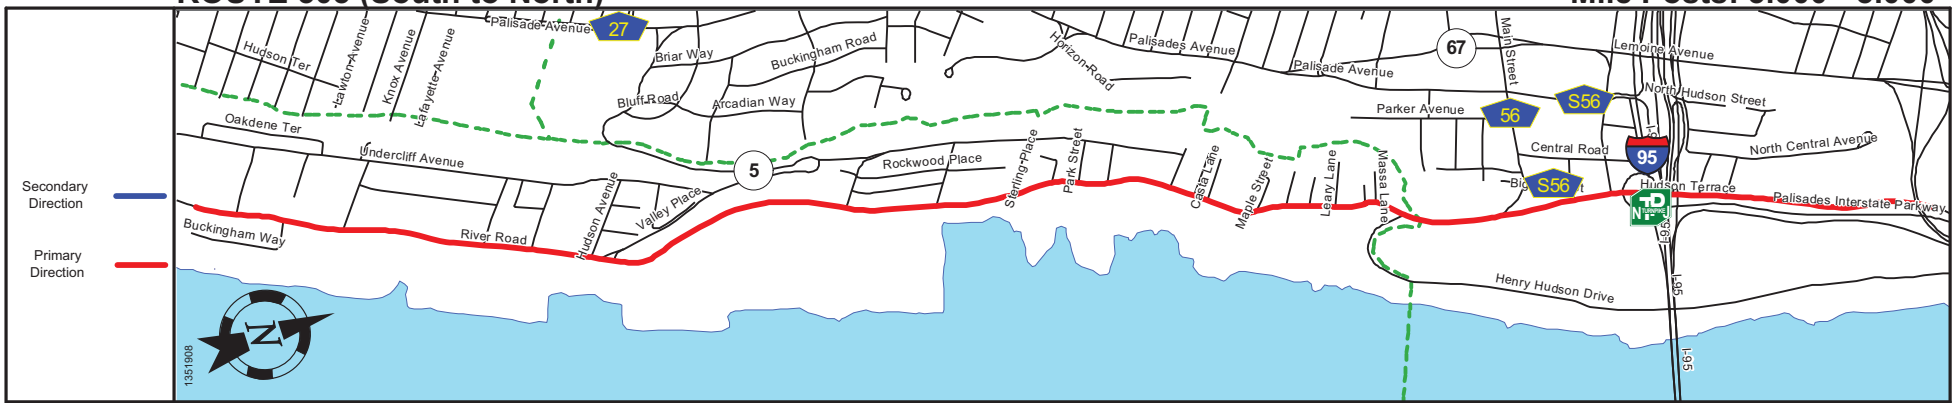 Secondary
Direction
Primary
Direction
Palisade Avenue
27
Hudson Ter
Lawton Avenue
Knox Avenue
Lafayette Avenue
Briar Way
Buckingham Road
Bluff Road
Arcadian Way
Horizon Road
Palisades Avenue
Palisade Avenue
67
Main Street
Lemoine Avenue
North Hudson Street
Parker Avenue
56
S56
I-9
Central Road
95
North Central Avenue
Oakdene Ter
Undercliff Avenue
5
Rockwood Place
Sterling Place
Park Street
Casta Lane
Maple Street
Leary Lane
Massa Lane
S56
Hudson Terrace
Palisades Interstate Parkway
N
TP
TURNPIKE
Buckingham Way
River Road
Hudson Avenue
Valley Place
I-95
I-95
I-95
Henry Hudson Drive
N
1351908